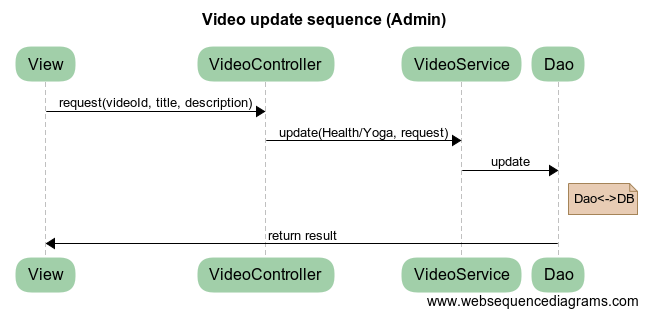 Video update sequence (Admin)
View VideoController VideoService Dao
request(videoId, title, description)
update(Health/Yoga, request)
update
Dao<->DB
return result
View VideoController VideoService Dao
www.websequencediagrams.com